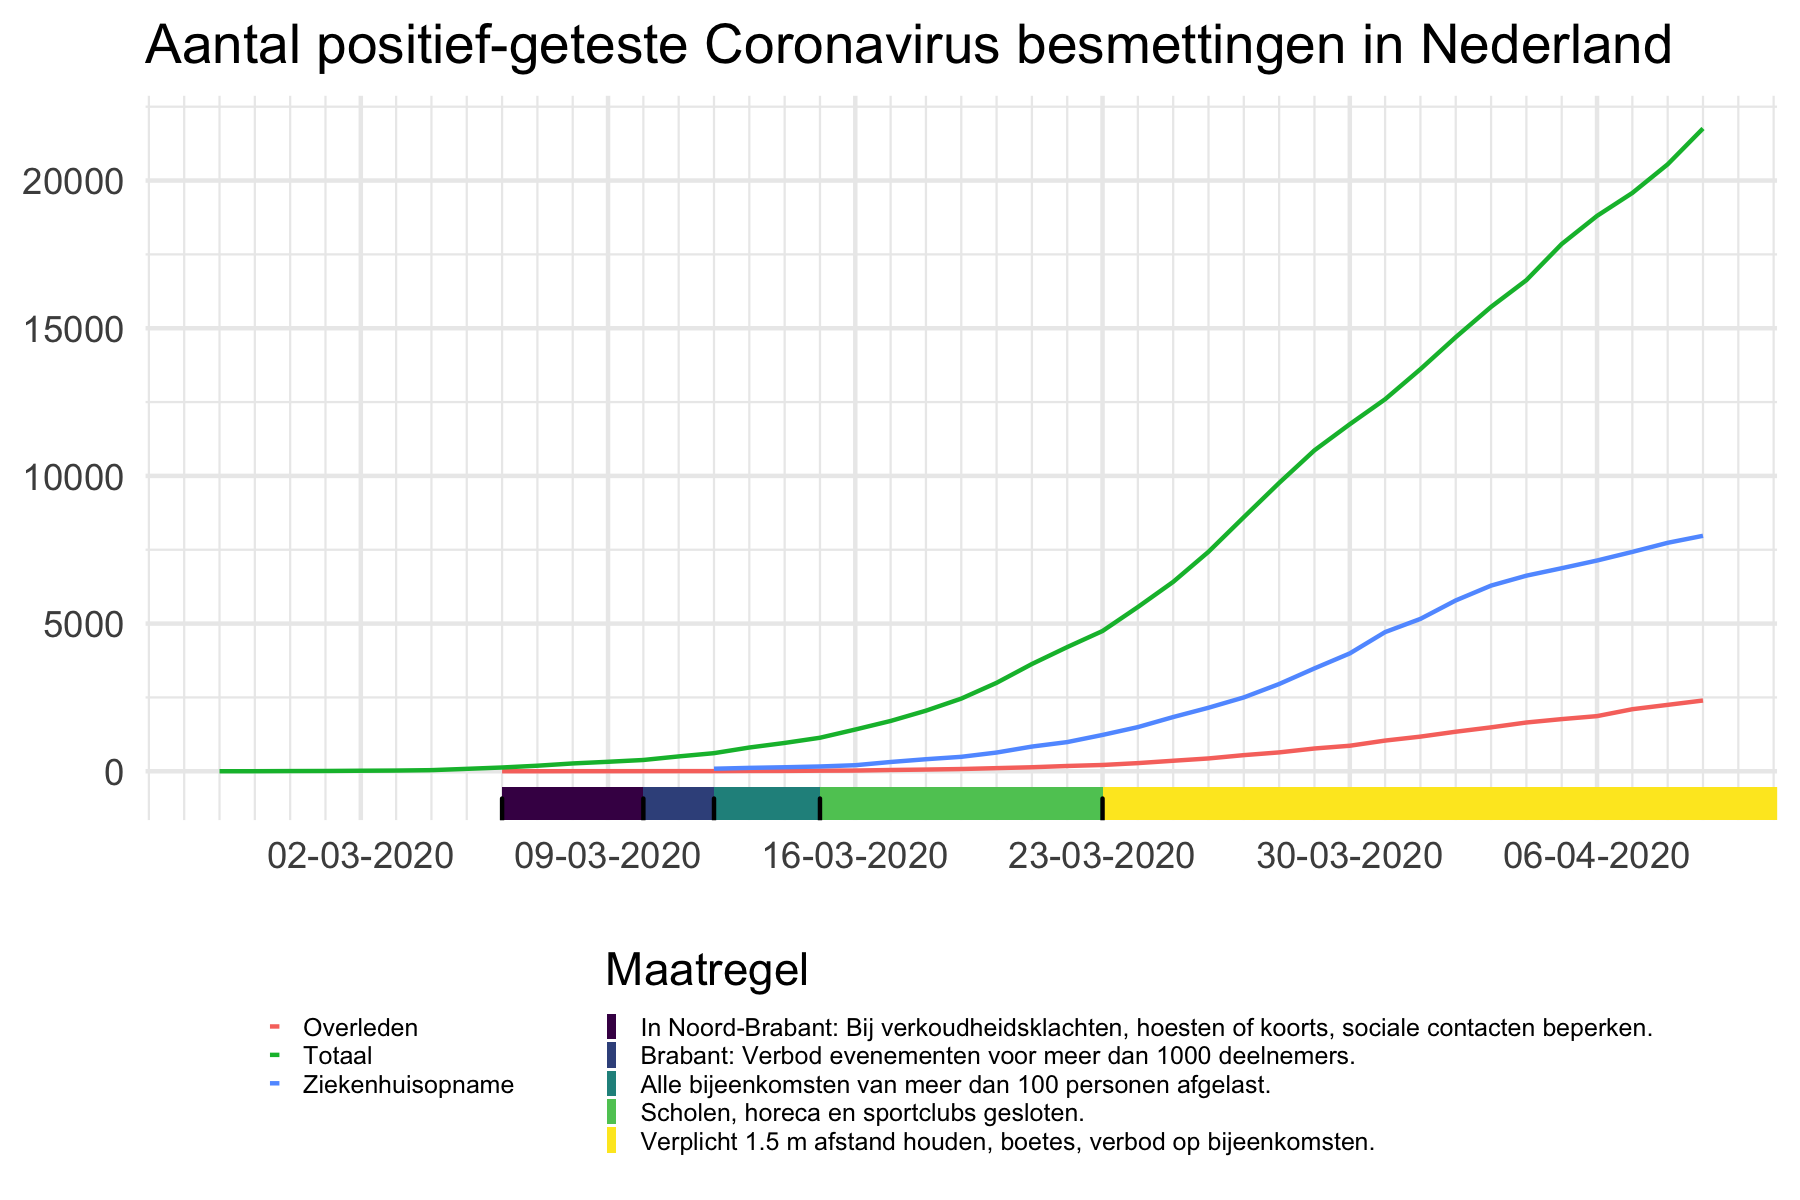 Aantal positief-geteste Coronavirus besmettingen in Nederland
20000
15000
10000
5000
0
02-03-2020 09-03-2020 16-03-2020 23-03-2020 30-03-2020 06-04-2020
Overleden
Totaal
Ziekenhuisopname
Maatregel
In Noord-Brabant: Bij verkoudheidsklachten, hoesten of koorts, sociale contacten beperken.
Brabant: Verbod evenementen voor meer dan 1000 deelnemers.
Alle bijeenkomsten van meer dan 100 personen afgelast.
Scholen, horeca en sportclubs gesloten.
Verplicht 1.5 m afstand houden, boetes, verbod op bijeenkomsten.